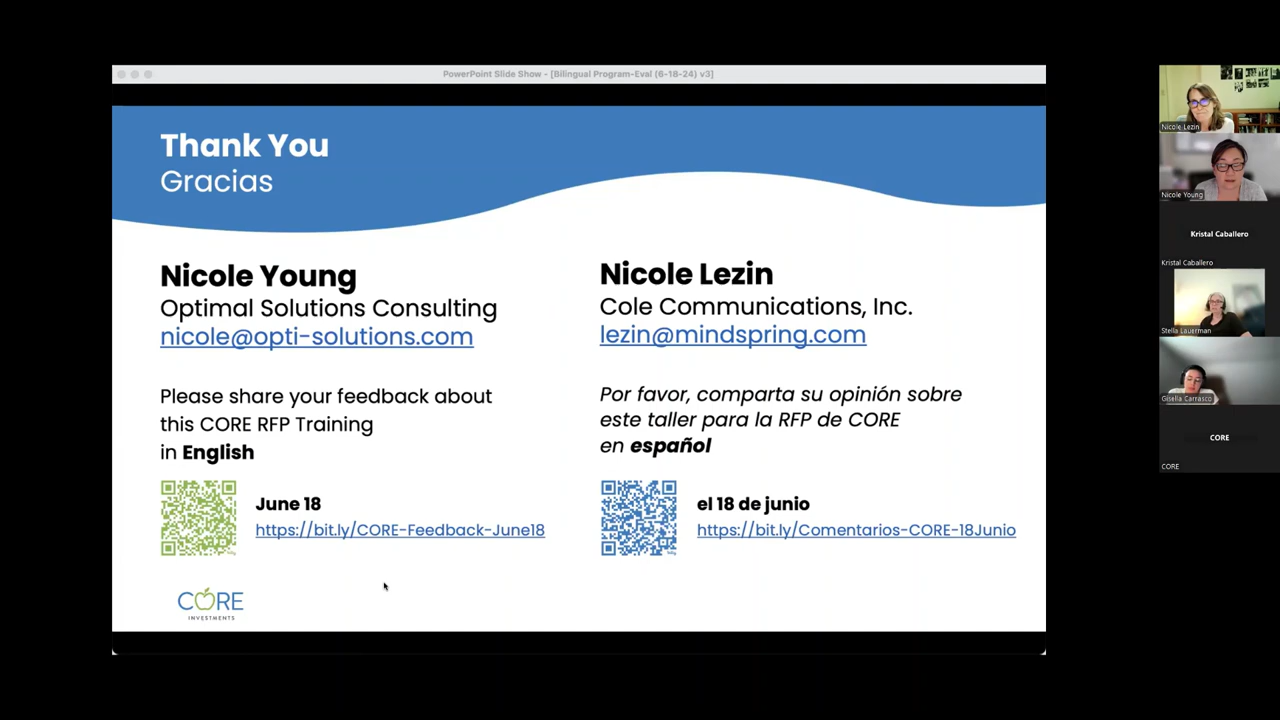 PowerPoint Slide Show - [Bilingual Program-Eval (6-18-24) v3]
Thank You
Gracias
Nicole Young
Optimal Solutions Consulting
nicole@opti-solutions.com
Please share your feedback about
this CORE RFP Training
in English
June 18
https://bit.ly/CORE-Feedback-June18
Nicole Lezin
Cole Communications, Inc.
lezin@mindspring.com
Por favor, comparta su opinión sobre
este taller para la RFP de CORE
en español
el 18 de junio
https://bit.ly/Comentarios-CORE-18Junio
CORE
INVESTMENTS
Nicole Lezin
Nicole Young
Kristal Caballero
Kristal Caballero
Stella Lauerman
Gisella Carrasco
CORE
CORE